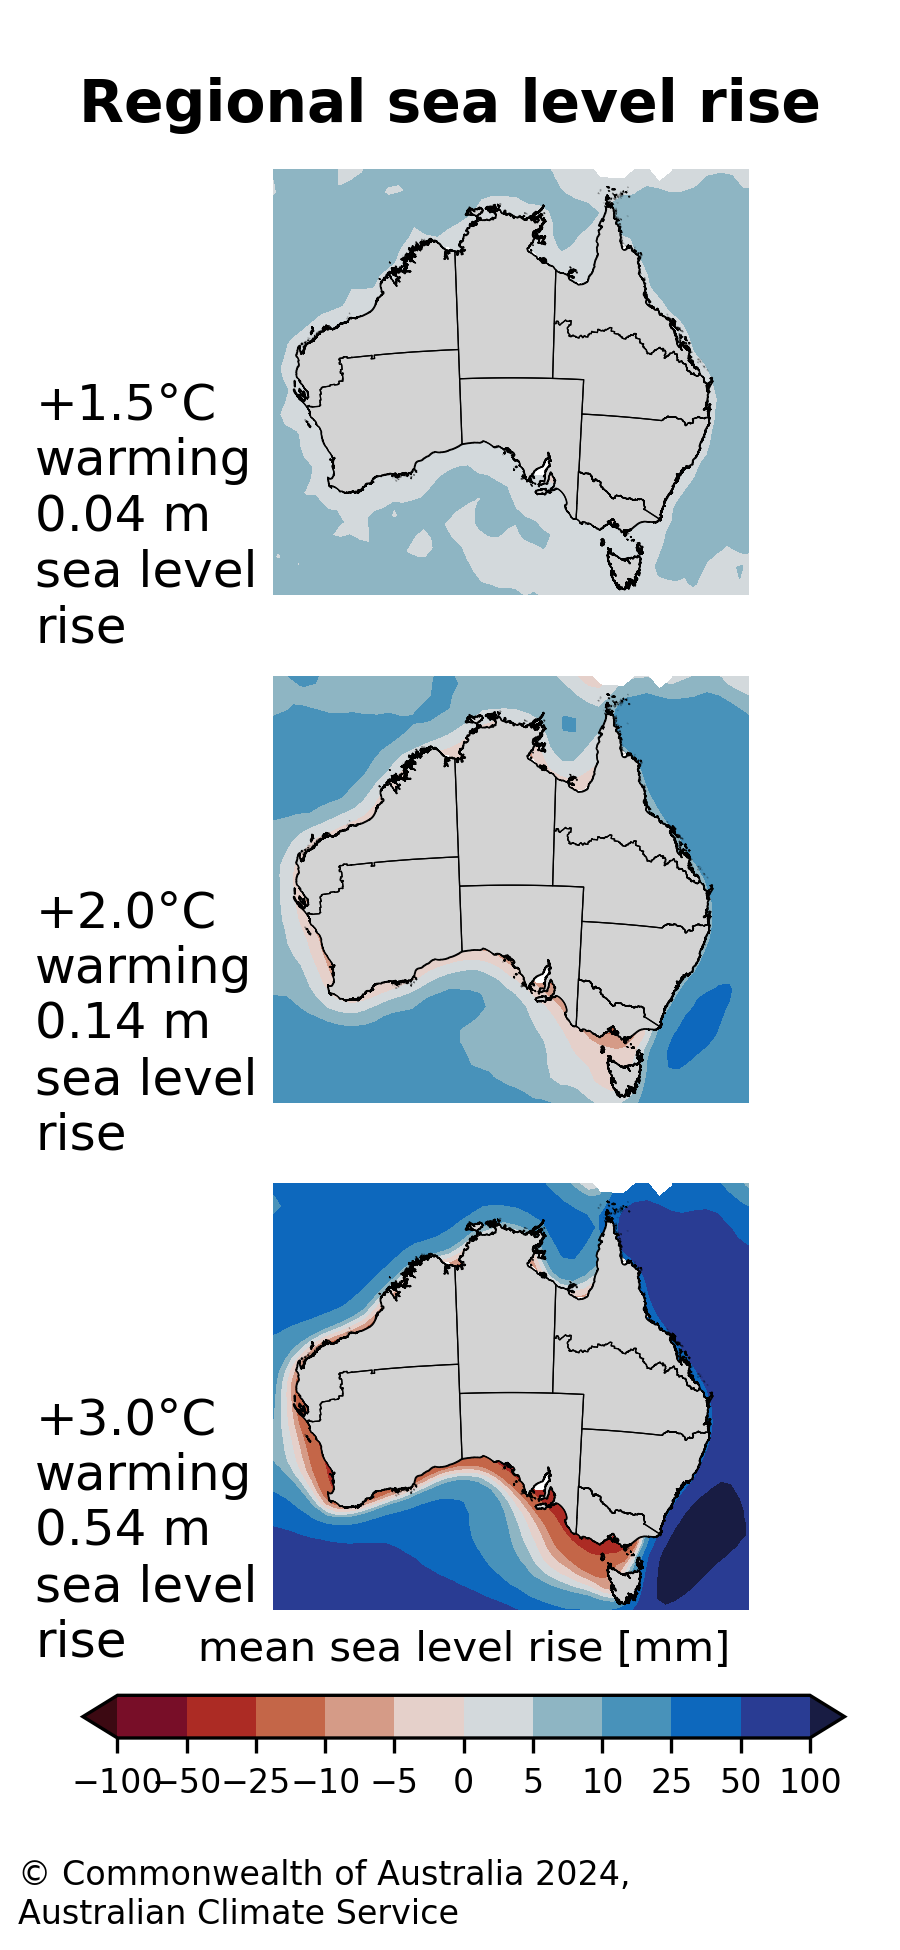 Regional sea level rise
+1.5°C
warming
0.04 m
sea level
rise
+2.0°C
warming
0.14 m
sea level
rise
+3.0°C
warming
0.54 m
sea level
rise
mean sea level rise [mm]
−100 −50 −25 −10 −5 0 5 10 25 50 100
© Commonwealth of Australia 2024,
Australian Climate Service